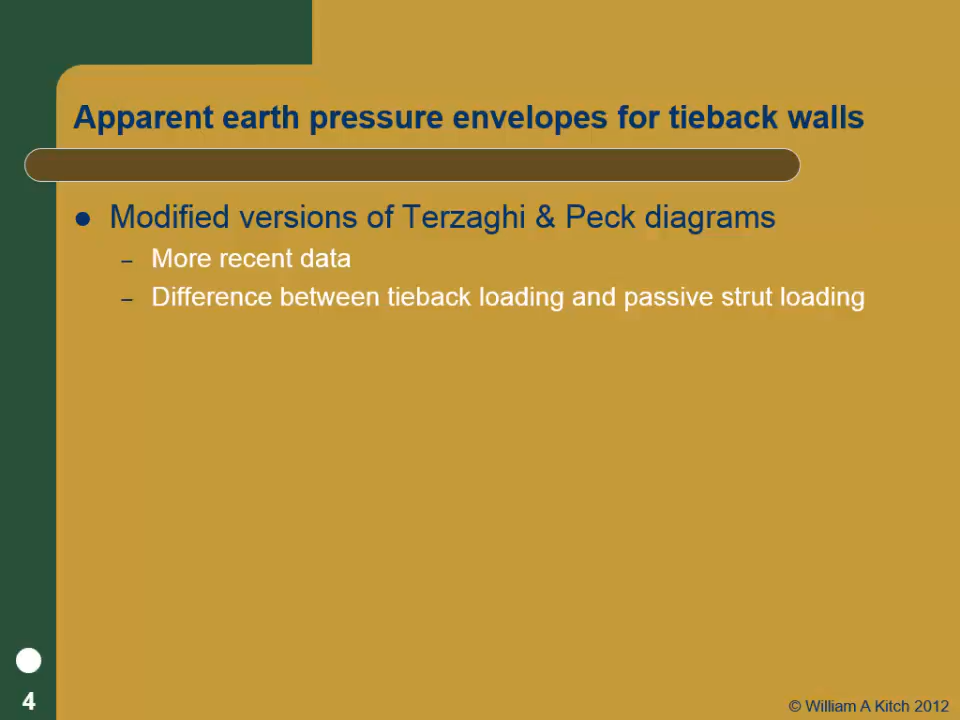 Apparent earth pressure envelopes for tieback walls
● Modified versions of Terzaghi & Peck diagrams
– More recent data
– Difference between tieback loading and passive strut loading
4
© William A Kitch 2012